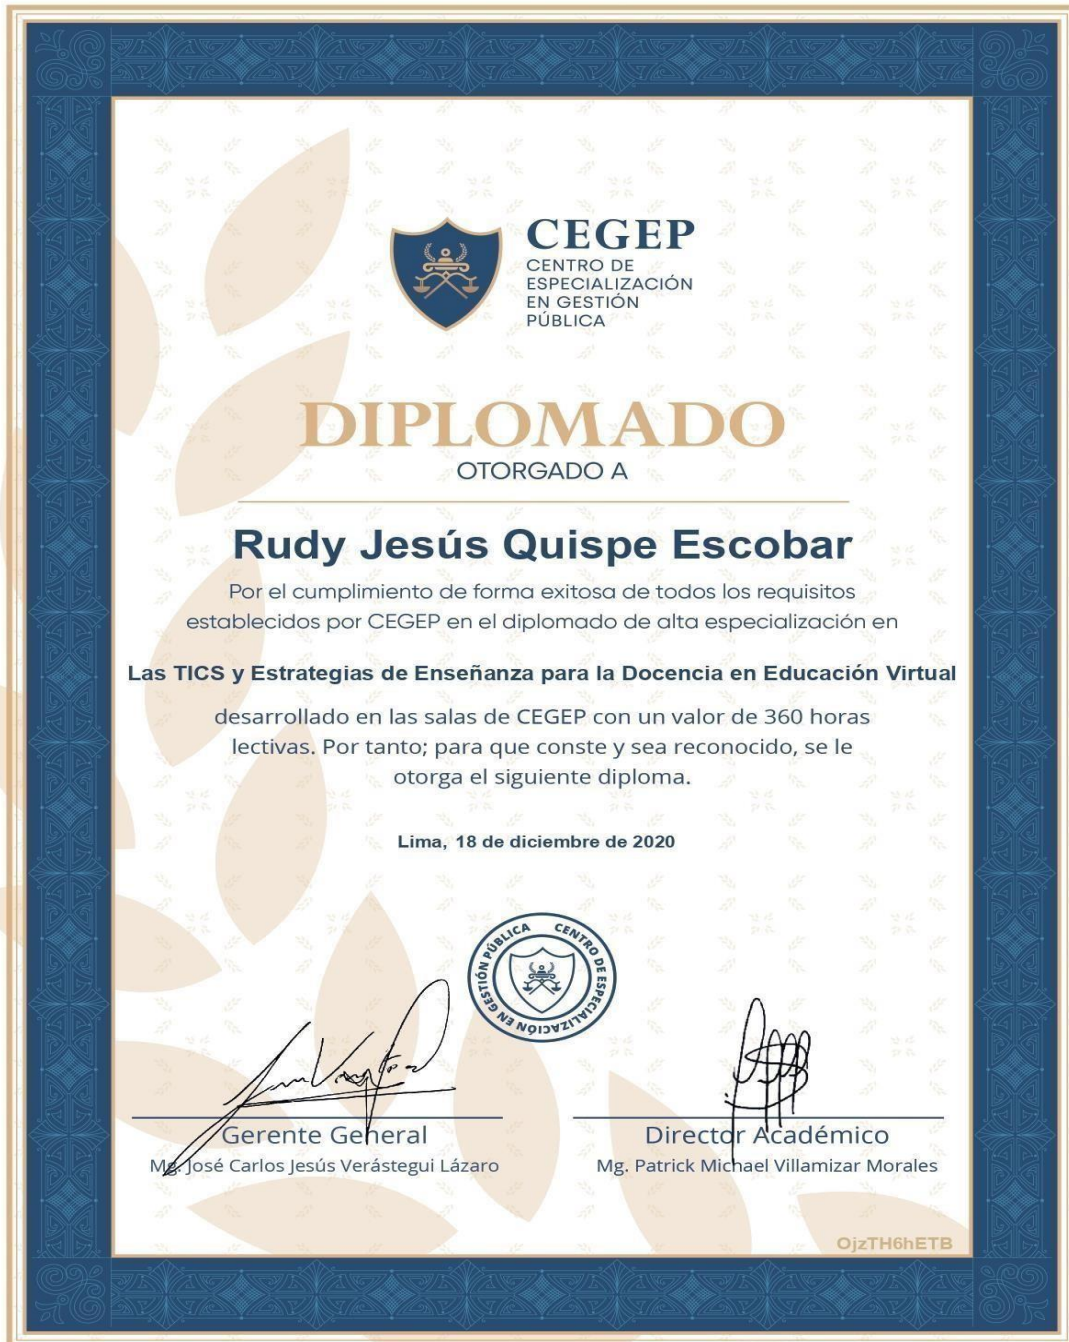 CEGEP
CENTRO DE
ESPECIALIZACIÓN
EN GESTIÓN
PÚBLICA
DIPLOMADO
OTORGADO A
Rudy Jesús Quispe Escobar
Por el cumplimiento de forma exitosa de todos los requisitos
establecidos por CEGEP en el diplomado de alta especialización en
Las TICS y Estrategias de Enseñanza para la Docencia en Educación Virtual
desarrollado en las salas de CEGEP con un valor de 360 horas
lectivas. Por tanto; para que conste y sea reconocido, se le
otorga el siguiente diploma.
Lima, 18 de diciembre de 2020
CENTRO DE ESPECIALIZACIÓN EN GESTIÓN PÚBLICA
Gerente General
Mg. José Carlos Jesús Verástegui Lázaro
Director Académico
Mg. Patrick Michael Villamizar Morales
OjzTH6hETB